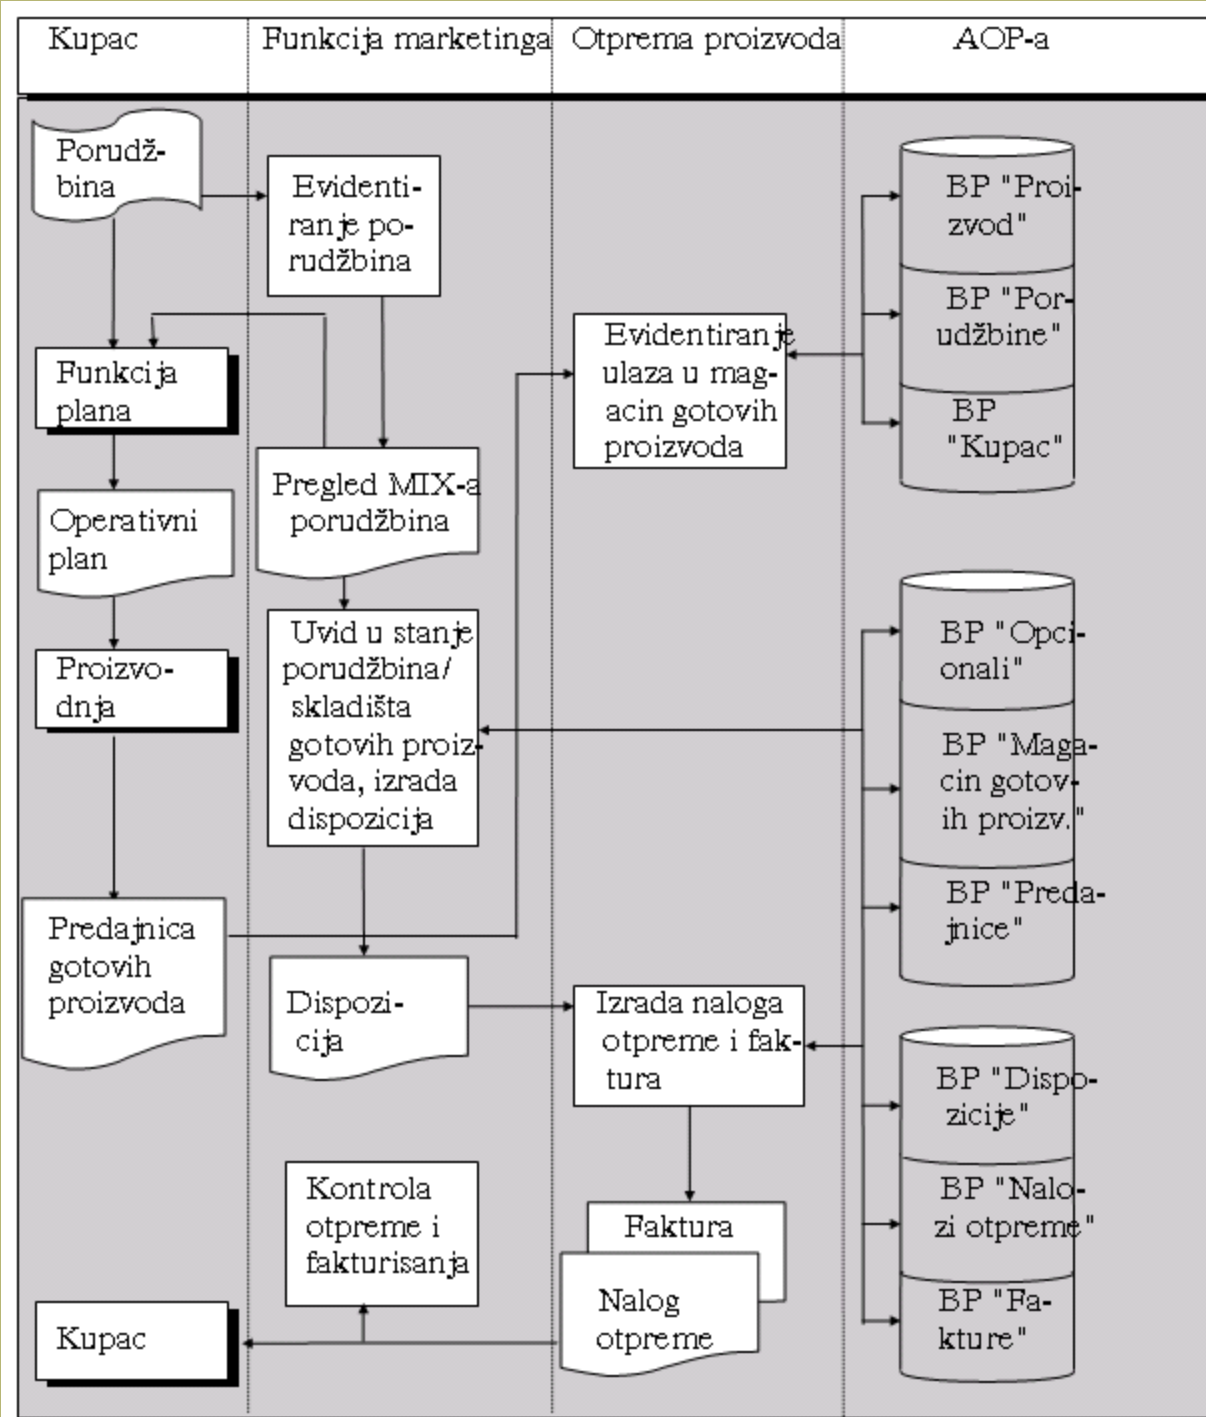 Kupac
Funkcija marketinga
Otprema proizvoda
AOP-a
Porudž-
bina
Funkcija
plana
Operativni
plan
Proizvo-
dnja
Predajnica
gotovih
proizvoda
Kupac
Evidenti-
ranje po-
rudžbina
Pregled MIX-a
porudžbina
Uvid u stanje
porudžbina/
skladišta
gotovih proiz-
voda, izrada
dispozicija
Dispozi-
cija
Kontrola
otpreme i
fakturisanja
Evidentiranje
ulaza u mag-
acin gotovih
proizvoda
Izrada naloga
otpreme i fak-
tura
Faktura
Nalog
otpreme
BP "Proi-
zvod"
BP "Por-
udžbine"
BP
"Kupac"
BP "Opci-
onali"
BP "Maga-
cin gotov-
ih proizv."
BP "Preda-
jnice"
BP "Dispo-
zicije"
BP "Nalo-
zi otpreme"
BP "Fa-
kture"